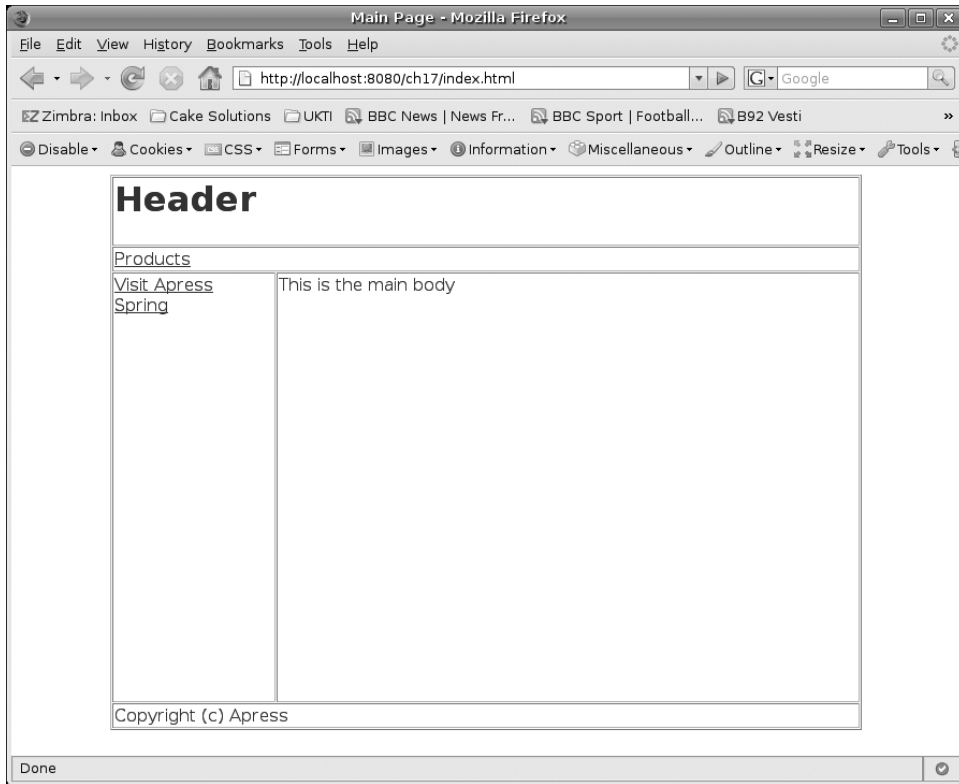 Main Page - Mozilla Firefox
File Edit View History Bookmarks Tools Help
http://localhost:8080/ch17/index.html G Google
Zimbra: Inbox Cake Solutions UKTI BBC News | News Fr... BBC Sport | Football... B92 Vesti »
Disable Cookies CSS Forms Images Information Miscellaneous Outline Resize Tools
Header
Products
Visit Apress
Spring
This is the main body
Copyright (c) Apress
Done